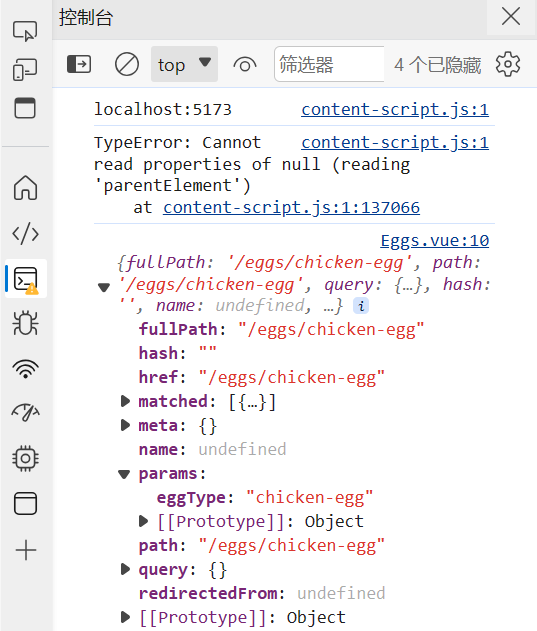 控制台
top
筛选器
4 个已隐藏
localhost:5173 content-script.js:1
TypeError: Cannot content-script.js:1
read properties of null (reading
'parentElement')
at content-script.js:1:137066
Eggs.vue:10
{fullPath: '/eggs/chicken-egg', path:
'/eggs/chicken-egg', query: {…}, hash:
'', name: undefined, …} i
fullPath: "/eggs/chicken-egg"
hash: ""
href: "/eggs/chicken-egg"
matched: [{…}]
meta: {}
name: undefined
params:
eggType: "chicken-egg"
[[Prototype]]: Object
path: "/eggs/chicken-egg"
query: {}
redirectedFrom: undefined
[[Prototype]]: Object